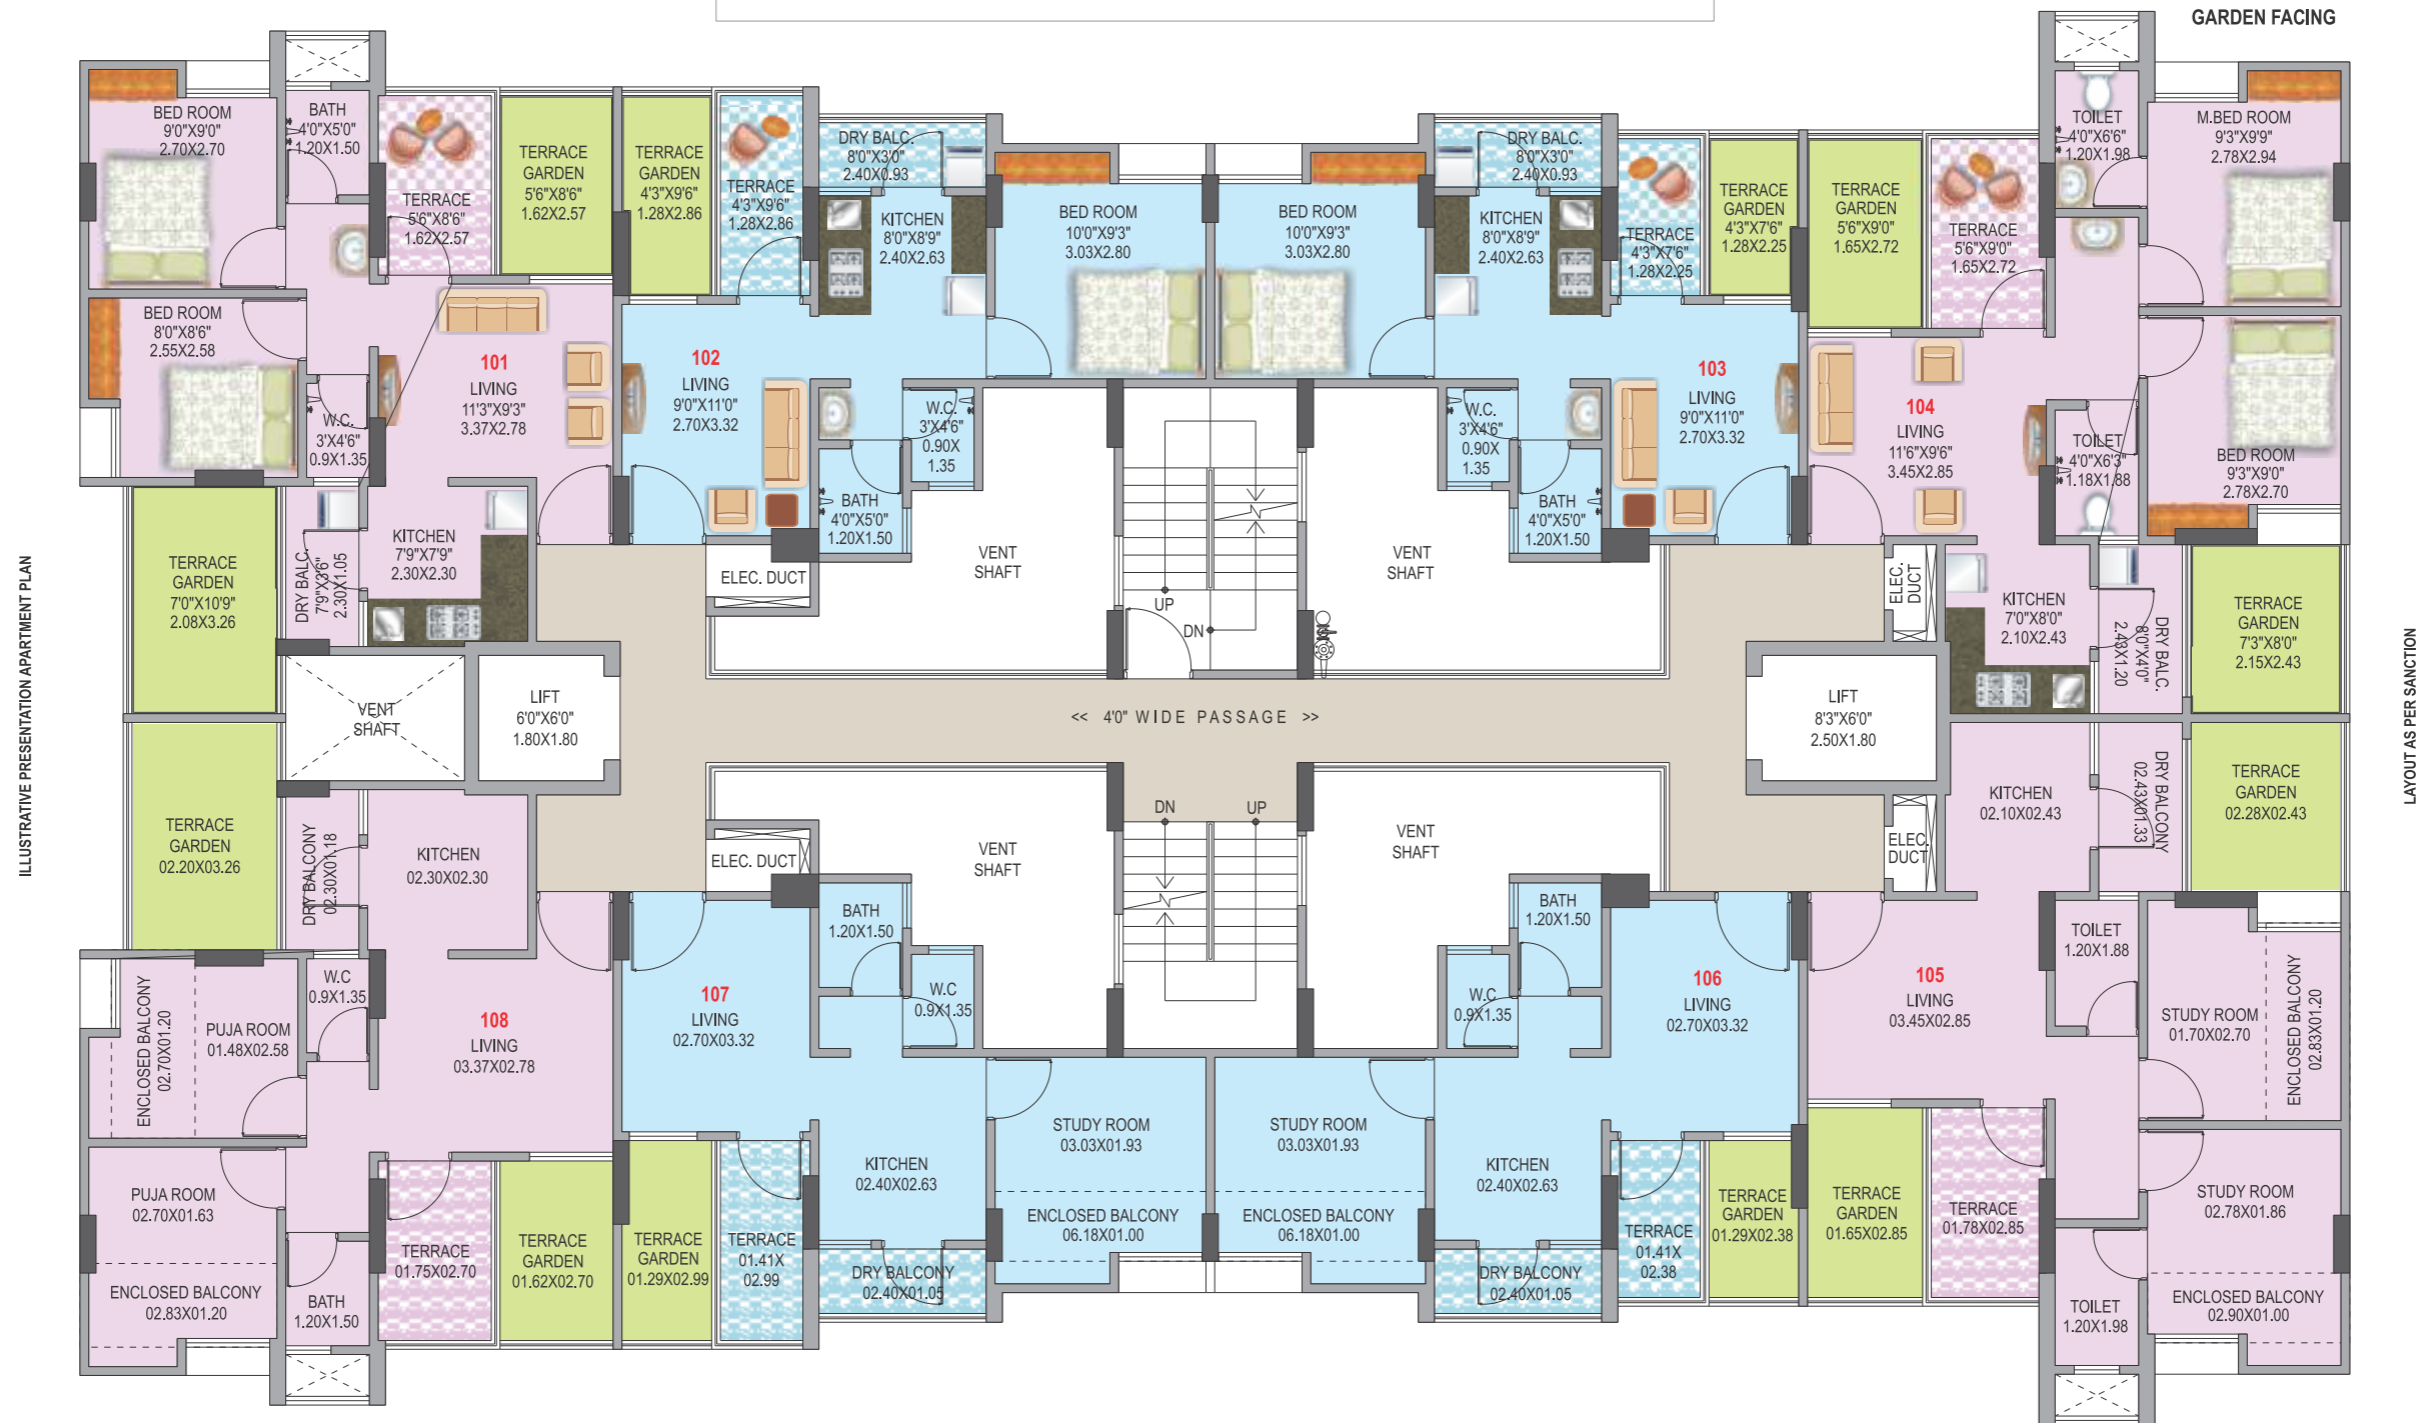 GARDEN FACING
ILLUSTRATIVE PRESENTATION APARTMENT PLAN
LAYOUT AS PER SANCTION
BED ROOM
9'0"X9'0"
2.70X2.70
BATH
4'0"X5'0"
1.20X1.50
TERRACE
5'6"X8'6"
1.62X2.57
TERRACE
GARDEN
5'6"X8'6"
1.62X2.57
BED ROOM
8'0"X8'6"
2.55X2.58
101
LIVING
11'3"X9'3"
3.37X2.78
W.C.
3'X4'6"
0.9X1.35
KITCHEN
7'9"X7'9"
2.30X2.30
DRY BALC.
7'9"X3'6"
2.30X1.05
TERRACE
GARDEN
7'0"X10'9"
2.08X3.26
TERRACE
GARDEN
4'3"X9'6"
1.28X2.86
TERRACE
4'3"X9'6"
1.28X2.86
DRY BALC.
8'0"X3'0"
2.40X0.93
KITCHEN
8'0"X8'9"
2.40X2.63
BED ROOM
10'0"X9'3"
3.03X2.80
102
LIVING
9'0"X11'0"
2.70X3.32
W.C.
3'X4'6"
0.90X
1.35
BATH
4'0"X5'0"
1.20X1.50
ELEC. DUCT
VENT
SHAFT
UP
DN
BED ROOM
10'0"X9'3"
3.03X2.80
DRY BALC.
8'0"X3'0"
2.40X0.93
KITCHEN
8'0"X8'9"
2.40X2.63
TERRACE
4'3"X7'6"
1.28X2.25
TERRACE
GARDEN
4'3"X7'6"
1.28X2.25
103
LIVING
9'0"X11'0"
2.70X3.32
W.C.
3'X4'6"
0.90X
1.35
BATH
4'0"X5'0"
1.20X1.50
VENT
SHAFT
TERRACE
GARDEN
5'6"X9'0"
1.65X2.72
TERRACE
5'6"X9'0"
1.65X2.72
TOILET
4'0"X6'6"
1.20X1.98
M.BED ROOM
9'3"X9'9"
2.78X2.94
104
LIVING
11'6"X9'6"
3.45X2.85
TOILET
4'0"X6'3"
1.18X1.88
BED ROOM
9'3"X9'0"
2.78X2.70
ELEC.
DUCT
KITCHEN
7'0"X8'0"
2.10X2.43
DRY BALC.
8'0"X4'0"
2.43X1.20
TERRACE
GARDEN
7'3"X8'0"
2.15X2.43
VENT
SHAFT
LIFT
6'0"X6'0"
1.80X1.80
<< 4'0" WIDE PASSAGE >>
LIFT
8'3"X6'0"
2.50X1.80
TERRACE
GARDEN
02.20X03.26
DRY BALCONY
02.30X01.18
KITCHEN
02.30X02.30
ELEC. DUCT
VENT
SHAFT
DN
UP
VENT
SHAFT
ELEC.
DUCT
KITCHEN
02.10X02.43
DRY BALCONY
02.43X01.33
TERRACE
GARDEN
02.28X02.43
ENCLOSED BALCONY
02.70X01.20
PUJA ROOM
01.48X02.58
W.C
0.9X1.35
108
LIVING
03.37X02.78
PUJA ROOM
02.70X01.63
ENCLOSED BALCONY
02.83X01.20
BATH
1.20X1.50
TERRACE
01.75X02.70
TERRACE
GARDEN
01.62X02.70
107
LIVING
02.70X03.32
BATH
1.20X1.50
W.C
0.9X1.35
TERRACE
GARDEN
01.29X02.99
TERRACE
01.41X
02.99
KITCHEN
02.40X02.63
DRY BALCONY
02.40X01.05
STUDY ROOM
03.03X01.93
ENCLOSED BALCONY
06.18X01.00
STUDY ROOM
03.03X01.93
ENCLOSED BALCONY
06.18X01.00
W.C
0.9X1.35
BATH
1.20X1.50
106
LIVING
02.70X03.32
KITCHEN
02.40X02.63
DRY BALCONY
02.40X01.05
TERRACE
01.41X
02.38
TERRACE
GARDEN
01.29X02.38
105
LIVING
03.45X02.85
TOILET
1.20X1.88
STUDY ROOM
01.70X02.70
ENCLOSED BALCONY
02.83X01.20
TERRACE
GARDEN
01.65X02.85
TERRACE
01.78X02.85
STUDY ROOM
02.78X01.86
ENCLOSED BALCONY
02.90X01.00
TOILET
1.20X1.98